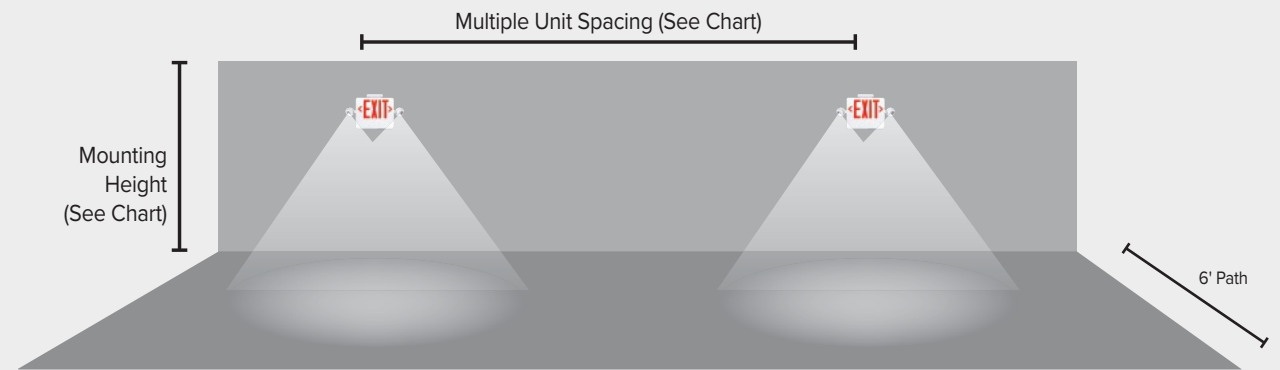 Multiple Unit Spacing (See Chart)
EXIT
EXIT
Mounting
Height
(See Chart)
6' Path